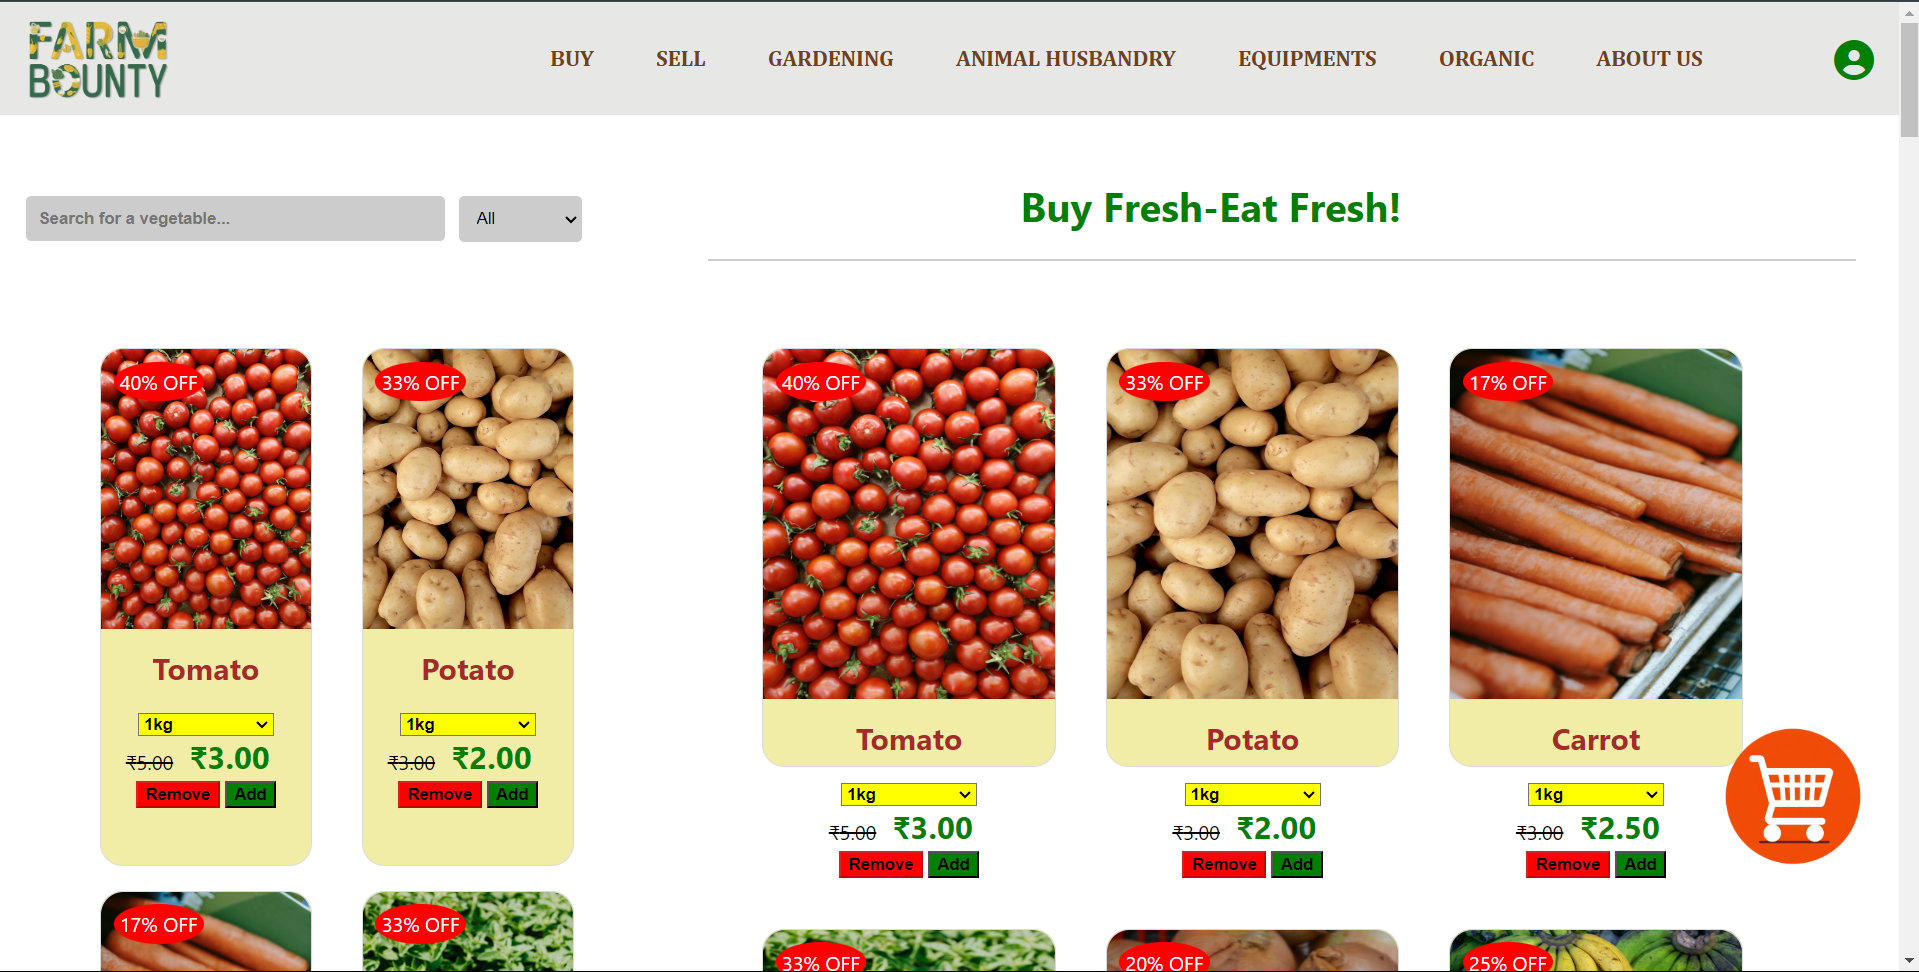 FARM
BOUNTY
BUY SELL GARDENING ANIMAL HUSBANDRY EQUIPMENTS ORGANIC ABOUT US
Search for a vegetable... All
Buy Fresh-Eat Fresh!
40% OFF 33% OFF 40% OFF 33% OFF 17% OFF
Tomato Potato
1kg 1kg
₹5.00 ₹3.00 ₹3.00 ₹2.00
Remove Add Remove Add
Tomato Potato Carrot
1kg 1kg 1kg
₹5.00 ₹3.00 ₹3.00 ₹2.00 ₹3.00 ₹2.50
Remove Add Remove Add Remove Add
17% OFF 33% OFF
33% OFF 20% OFF 25% OFF